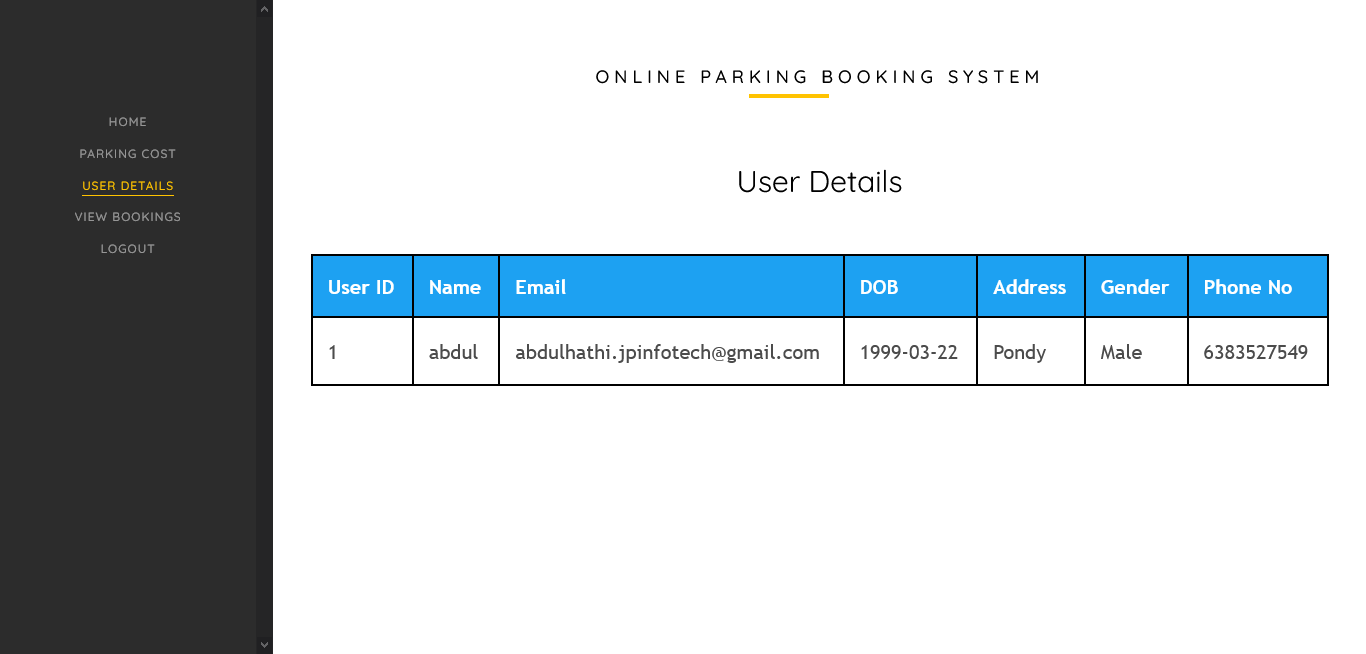 HOME
PARKING COST
USER DETAILS
VIEW BOOKINGS
LOGOUT
ONLINE PARKING BOOKING SYSTEM
User Details
User ID Name Email DOB Address Gender Phone No
1 abdul abdulhathi.jpinfotech@gmail.com 1999-03-22 Pondy Male 6383527549